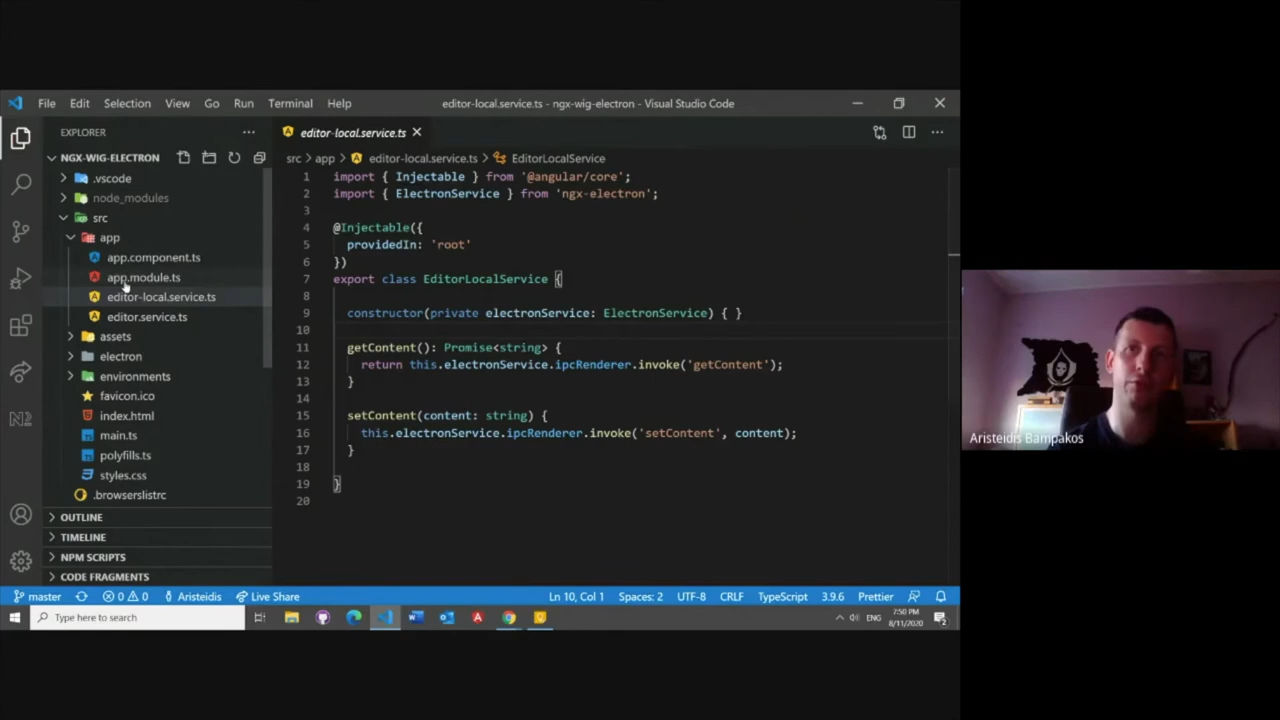 File Edit Selection View Go Run Terminal Help
editor-local.service.ts - ngx-wig-electron - Visual Studio Code
EXPLORER
NGX-WIG-ELECTRON
.vscode
node_modules
src
app
app.component.ts
app.module.ts
editor-local.service.ts
editor.service.ts
assets
electron
environments
favicon.ico
index.html
main.ts
polyfills.ts
styles.css
.browserslistrc
OUTLINE
TIMELINE
NPM SCRIPTS
CODE FRAGMENTS
editor-local.service.ts
src > app > editor-local.service.ts > EditorLocalService
1 import { Injectable } from '@angular/core';
2 import { ElectronService } from 'ngx-electron';
3
4 @Injectable({
5 providedIn: 'root'
6 })
7 export class EditorLocalService {
8
9 constructor(private electronService: ElectronService) { }
10
11 getContent(): Promise<string> {
12 return this.electronService.ipcRenderer.invoke('getContent');
13 }
14
15 setContent(content: string) {
16 this.electronService.ipcRenderer.invoke('setContent', content);
17 }
18
19 }
20
master 0 0 Aristeidis Live Share Ln 10, Col 1 Spaces: 2 UTF-8 CRLF TypeScript 3.9.6 Prettier
Type here to search
ENG
7:50 PM
8/11/2020
Aristeidis Bampakos